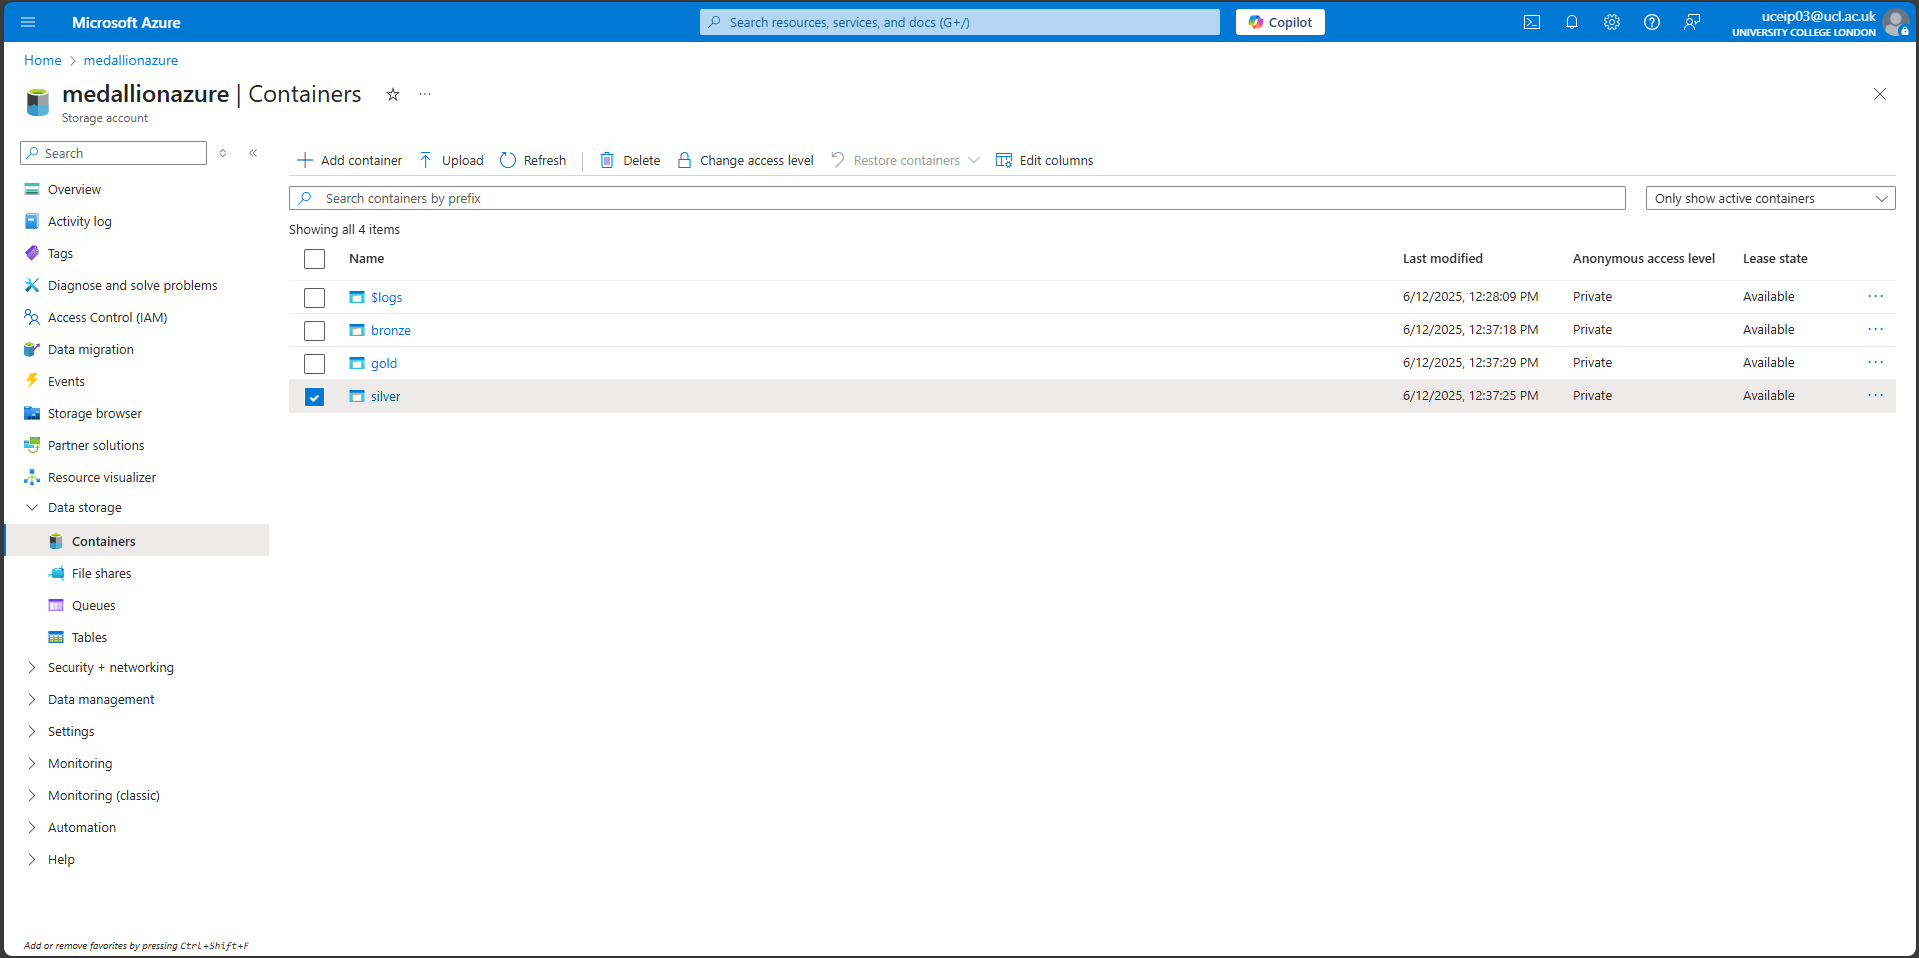 Microsoft Azure
Search resources, services, and docs (G+/)
Copilot
uceip03@ucl.ac.uk
UNIVERSITY COLLEGE LONDON
Home > medallionazure
medallionazure | Containers
Storage account
Search
Add container
Upload
Refresh
Delete
Change access level
Restore containers
Edit columns
Overview
Activity log
Tags
Diagnose and solve problems
Access Control (IAM)
Data migration
Events
Storage browser
Partner solutions
Resource visualizer
Data storage
Containers
File shares
Queues
Tables
Security + networking
Data management
Settings
Monitoring
Monitoring (classic)
Automation
Help
Add or remove favorites by pressing Ctrl+Shift+F
Search containers by prefix
Only show active containers
Showing all 4 items
Name Last modified Anonymous access level Lease state
$logs 6/12/2025, 12:28:09 PM Private Available
bronze 6/12/2025, 12:37:18 PM Private Available
gold 6/12/2025, 12:37:29 PM Private Available
silver 6/12/2025, 12:37:25 PM Private Available